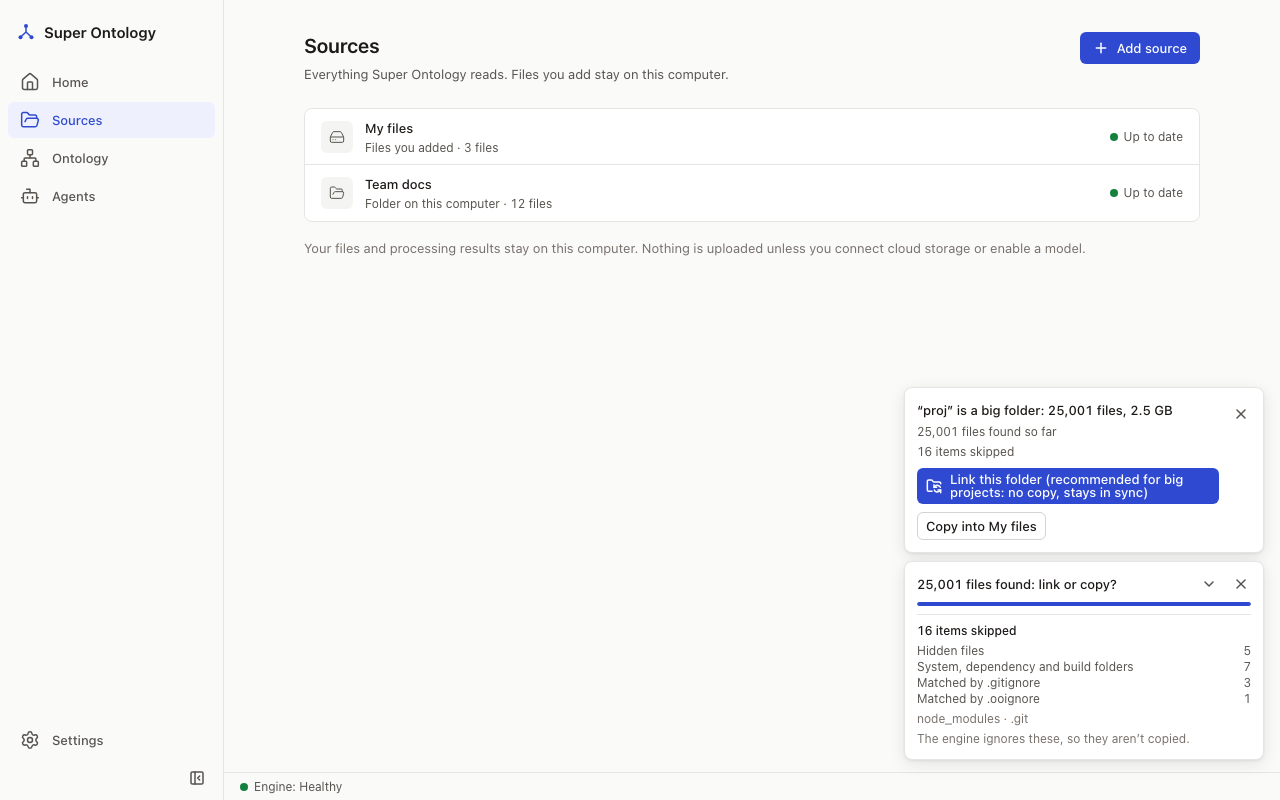 Super Ontology
Home
Sources
Ontology
Agents
Settings
Sources
Everything Super Ontology reads. Files you add stay on this computer.
Add source
My files
Files you added · 3 files
Up to date
Team docs
Folder on this computer · 12 files
Up to date
Your files and processing results stay on this computer. Nothing is uploaded unless you connect cloud storage or enable a model.
“proj” is a big folder: 25,001 files, 2.5 GB
25,001 files found so far
16 items skipped
Link this folder (recommended for big
projects: no copy, stays in sync)
Copy into My files
25,001 files found: link or copy?
16 items skipped
Hidden files 5
System, dependency and build folders 7
Matched by .gitignore 3
Matched by .ooignore 1
node_modules · .git
The engine ignores these, so they aren’t copied.
Engine: Healthy